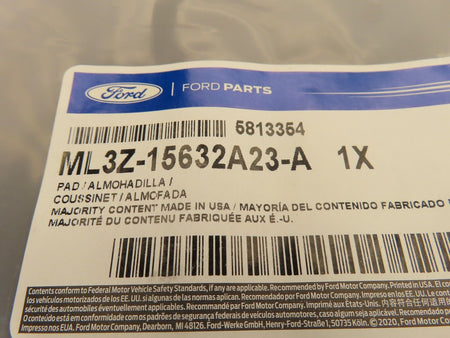 Ford | FORD PARTS
5813354
ML3Z-15632A23-A 1X
PAD / ALMOHADILLA /
COUSSINET / ALMOFADA
MAJORITY CONTENT MADE IN USA / MAYORÍA DEL CONTENIDO FABRICADO
MAJORITÉ DU CONTENU FABRIQUÉE AUX É.-U.
Contents conform to Federal Motor Vehicle Safety Standards, if any are applicable. Recommended by Ford Motor Company. Printed in USA.
los vehículos motorizados de los EE. UU. si algunas de las normas aplican. Recomendado por Ford Motor Company. Impreso en los EE. UU.
sécurité des automobiles éventuellement applicables. Recommandé par Ford Motor Company. Imprimé aux États-Unis.
O conteúdo está em conformidade com os padrões de segurança federais de veículos automotores, caso algum seja aplicável.
Impresso nos EUA. Ford Motor Company, Dearborn, MI 48126. Ford-Werke GmbH, Henry-Ford-Straße1, 50735 Köln. © 2020, Ford Motor Company.